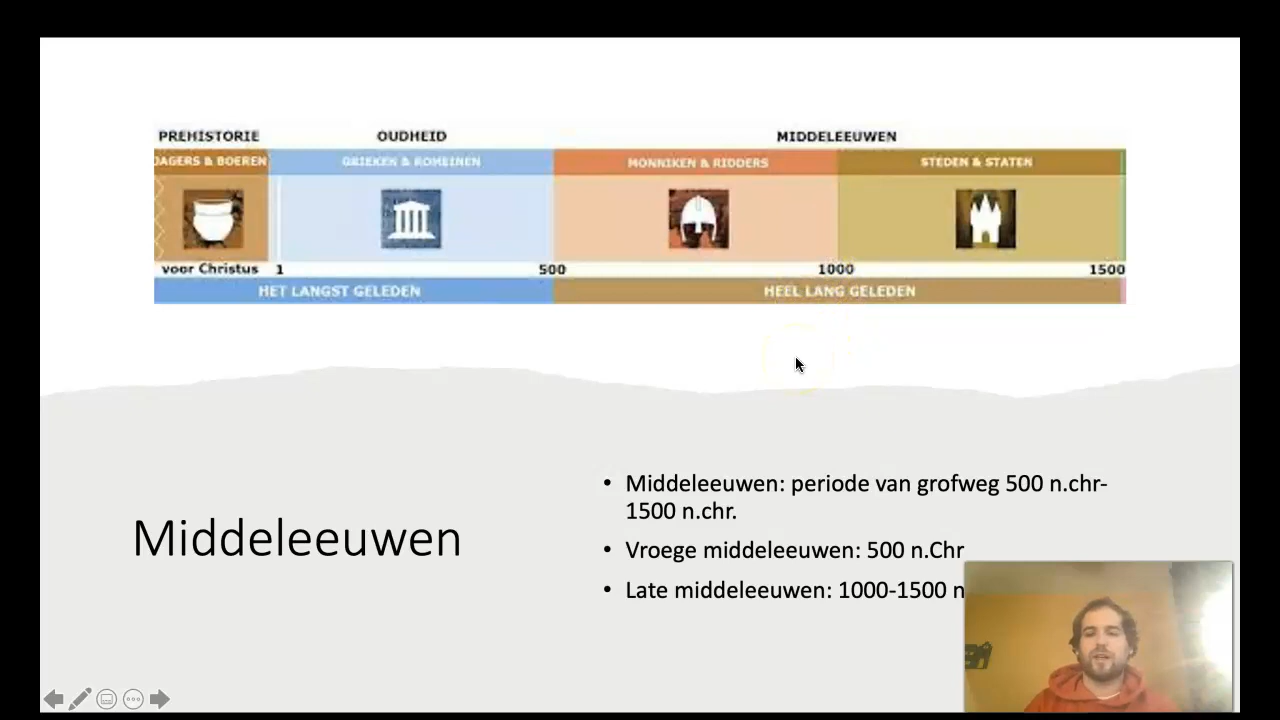 PREHISTORIE OUDHEID MIDDELEEUWEN
JAGERS & BOEREN GRIEKEN & ROMEINEN MONNIKEN & RIDDERS STEDEN & STATEN
voor Christus 1 500 1000 1500
HET LANGST GELEDEN HEEL LANG GELEDEN
Middeleeuwen
• Middeleeuwen: periode van grofweg 500 n.chr-
1500 n.chr.
• Vroege middeleeuwen: 500 n.Chr
• Late middeleeuwen: 1000-1500 n